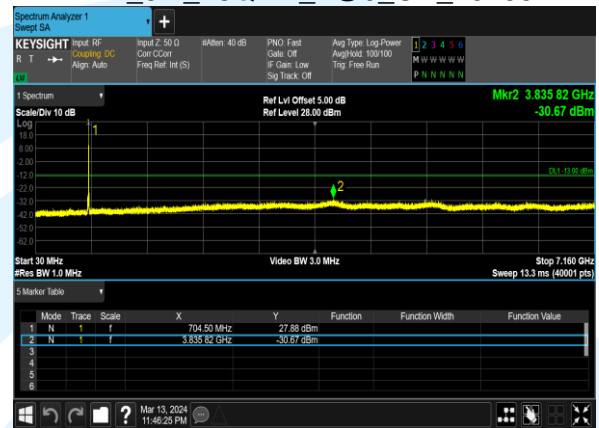 Spectrum Analyzer 1
Swept SA
+
KEYSIGHT Input: RF Input Z: 50 Ω #Atten: 40 dB PNO: Fast Avg Type: Log-Power 1 2 3 4 5 6
R T Coupling: DC Corr CCorr Gate: Off Avg|Hold: 100/100 M W W W W W
Align: Auto Freq Ref: Int (S) IF Gain: Low Trig: Free Run
Sig Track: Off P N N N N N
1 Spectrum Ref Lvl Offset 5.00 dB Mkr2 3.835 82 GHz
Scale/Div 10 dB Ref Level 28.00 dBm -30.67 dBm
Log
1
18.0
8.00
-2.00
DL1 -13.00 dBm
-12.0
2
-22.0
-32.0
-42.0
-52.0
-62.0
Start 30 MHz Video BW 3.0 MHz Stop 7.160 GHz
#Res BW 1.0 MHz Sweep 13.3 ms (40001 pts)
5 Marker Table
Mode Trace Scale X Y Function Function Width Function Value
1 N 1 f 704.50 MHz 27.88 dBm
2 N 1 f 3.835 82 GHz -30.67 dBm
3
4
5
6
? Mar 13, 2024
11:46:25 PM